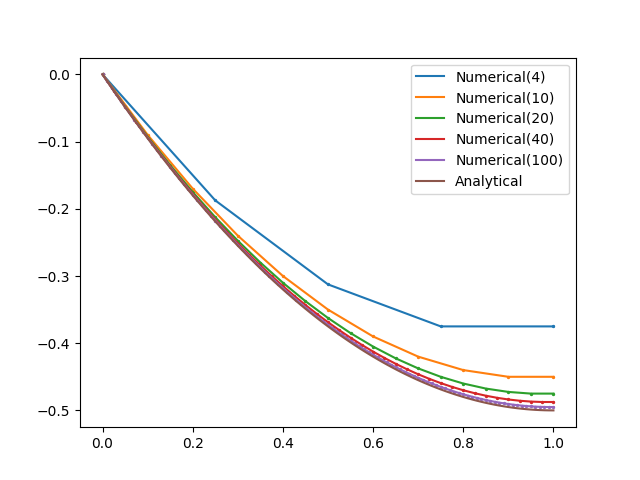 Numerical(4)
Numerical(10)
Numerical(20)
Numerical(40)
Numerical(100)
Analytical
0.0
−0.1
−0.2
−0.3
−0.4
−0.5
0.0 0.2 0.4 0.6 0.8 1.0